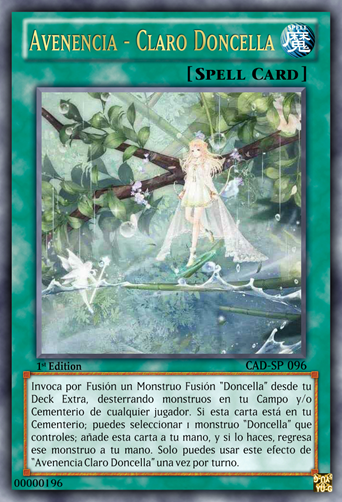 Avenencia - Claro Doncella
魔
[Spell Card]
1st Edition
CAD-SP 096
Invoca por Fusión un Monstruo Fusión "Doncella" desde tu
Deck Extra, desterrando monstruos en tu Campo y/o
Cementerio de cualquier jugador. Si esta carta está en tu
Cementerio; puedes seleccionar 1 monstruo "Doncella" que
controles; añade esta carta a tu mano, y si lo haces, regresa
ese monstruo a tu mano. Solo puedes usar este efecto de
"Avenencia Claro Doncella" una vez por turno.
00000196